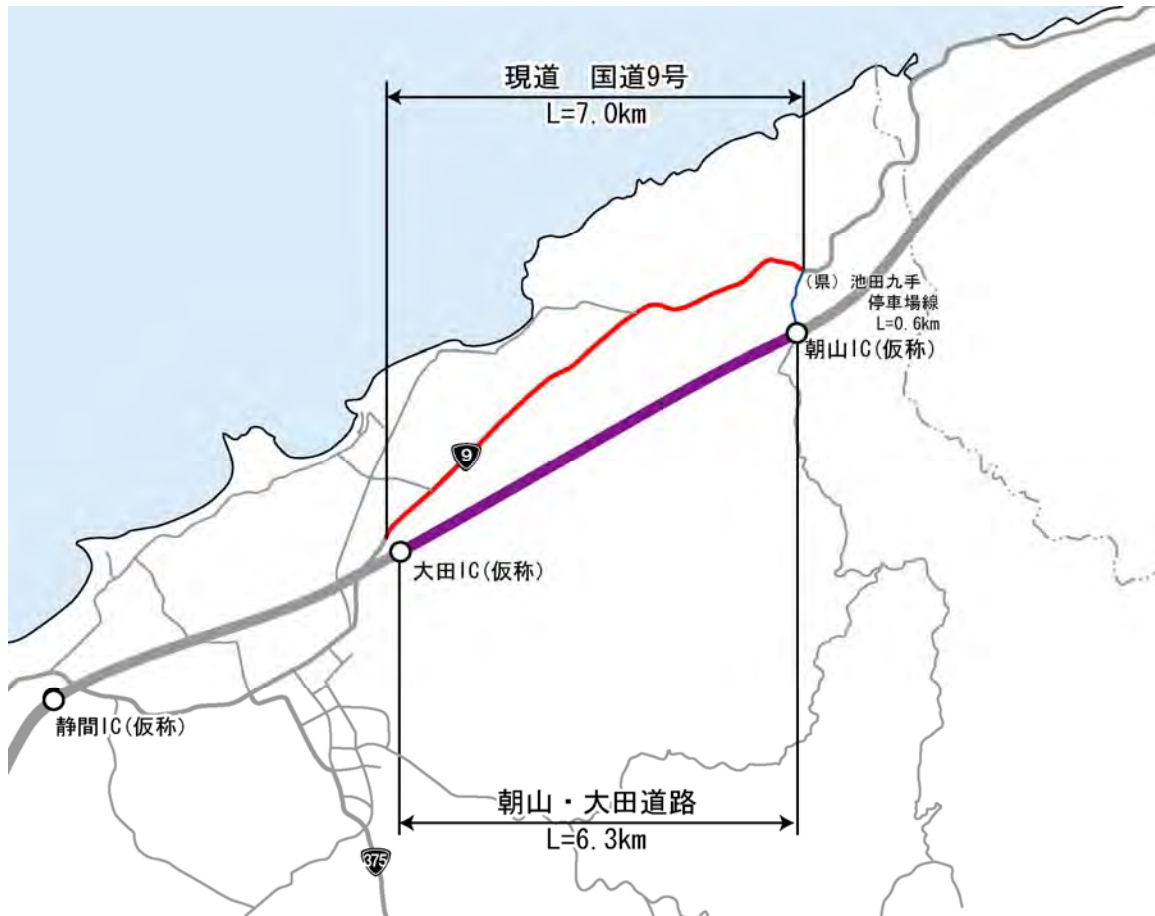 現道　国道9号
L=7.0km
(県) 池田久手
停車場線
L=0.6km
朝山IC(仮称)
9
大田IC(仮称)
静間IC(仮称)
朝山・大田道路
L=6.3km
375